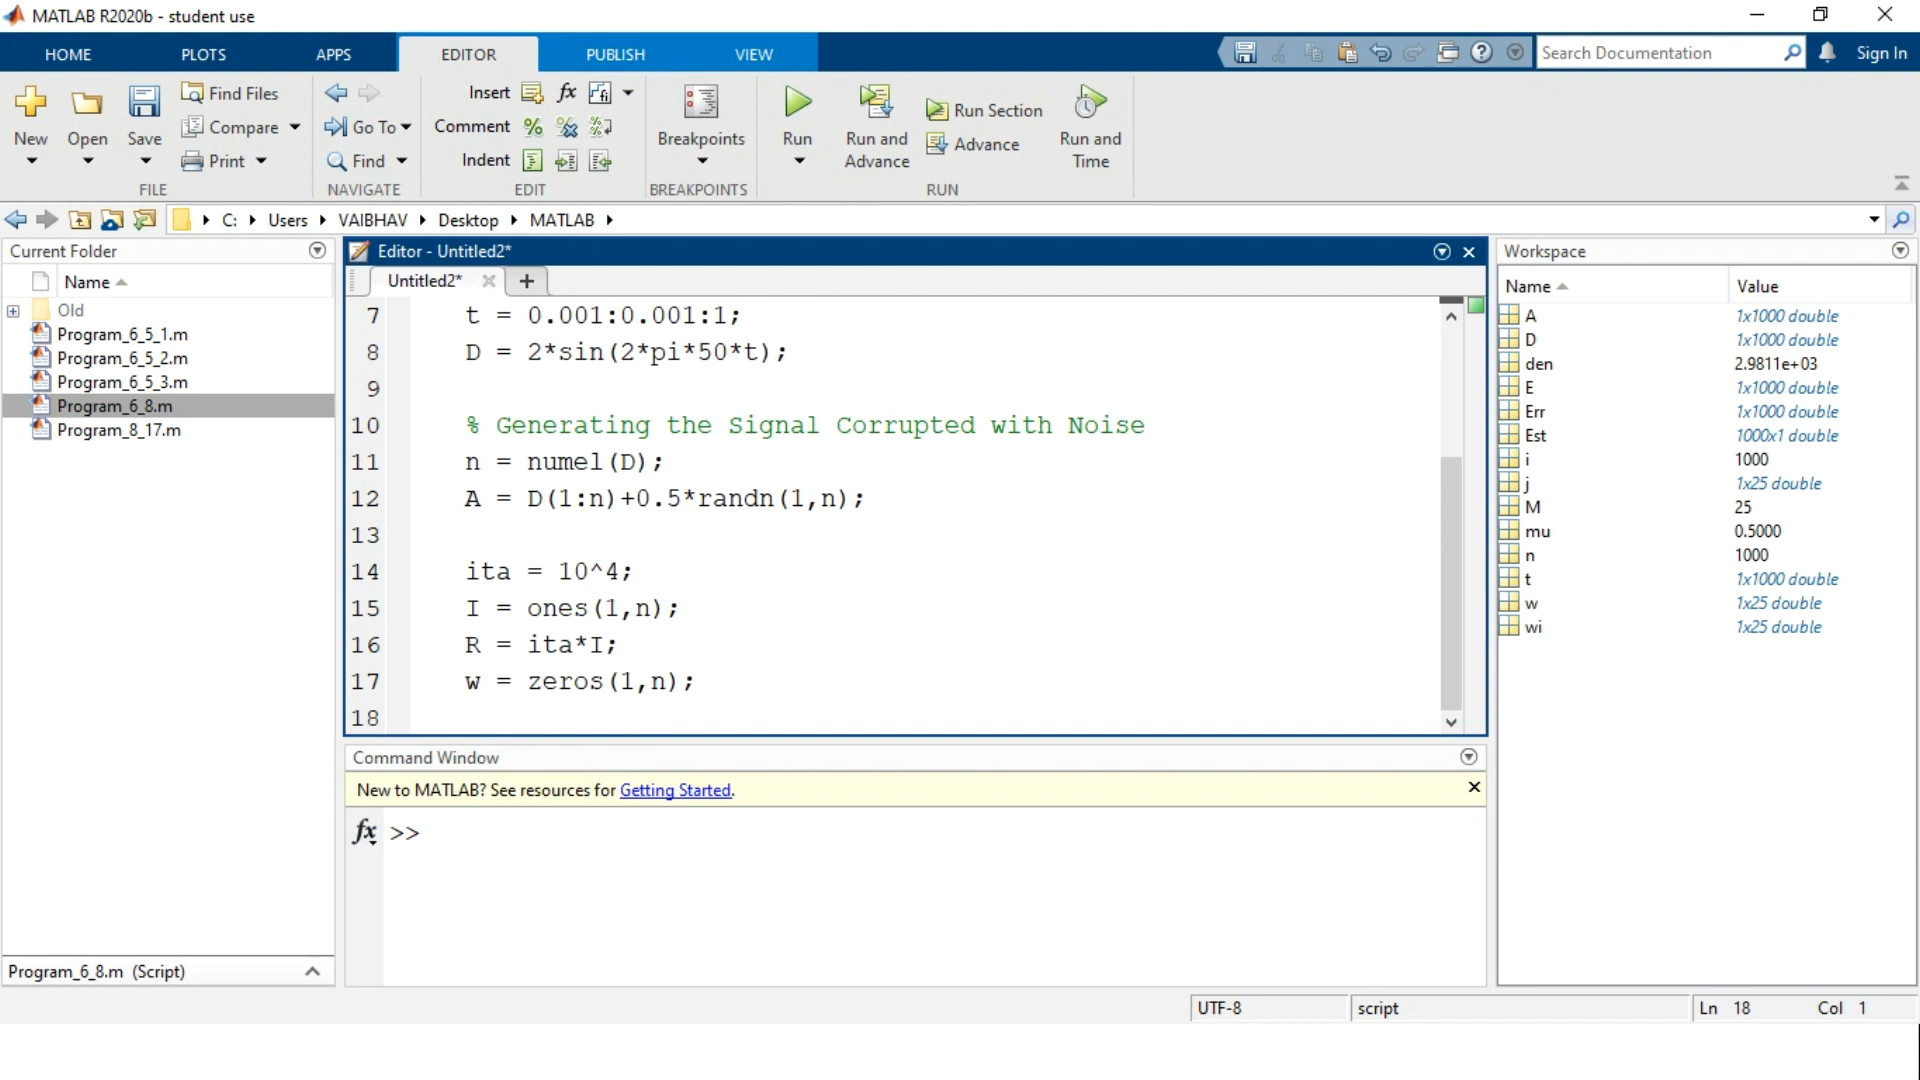 MATLAB R2020b - student use
HOME PLOTS APPS EDITOR PUBLISH VIEW Search Documentation Sign In
New Open Save Find Files Compare Print
FILE
Go To Find
NAVIGATE
Insert fx
Comment
Indent
EDIT
Breakpoints
BREAKPOINTS
Run Run and Advance Run Section Advance Run and Time
RUN
C: Users VAIBHAV Desktop MATLAB
Current Folder
Name
Old
Program_6_5_1.m
Program_6_5_2.m
Program_6_5_3.m
Program_6_8.m
Program_8_17.m
Program_6_8.m (Script)
Editor - Untitled2*
Untitled2*
7 t = 0.001:0.001:1;
8 D = 2*sin(2*pi*50*t);
9
10 % Generating the Signal Corrupted with Noise
11 n = numel(D);
12 A = D(1:n)+0.5*randn(1,n);
13
14 ita = 10^4;
15 I = ones(1,n);
16 R = ita*I;
17 w = zeros(1,n);
18
Command Window
New to MATLAB? See resources for Getting Started.
fx >>
Workspace
Name Value
A 1x1000 double
D 1x1000 double
den 2.9811e+03
E 1x1000 double
Err 1x1000 double
Est 1000x1 double
i 1000
j 1x25 double
M 25
mu 0.5000
n 1000
t 1x1000 double
w 1x25 double
wi 1x25 double
UTF-8 script Ln 18 Col 1